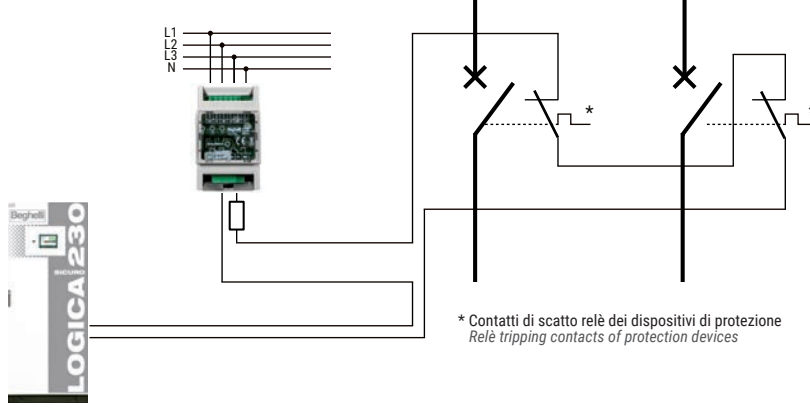 L1
L2
L3
N
*
*
Beghelli
SICURO
LOGICA 230
* Contatti di scatto relè dei dispositivi di protezione
Relè tripping contacts of protection devices